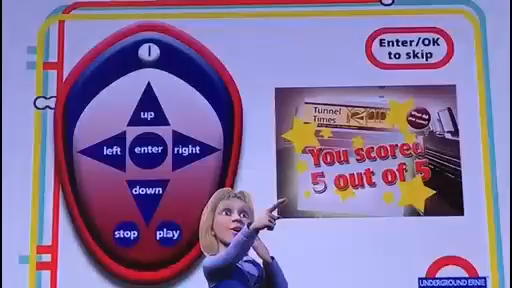 Enter/OK
to skip
up
left
enter
right
down
stop
play
Tunnel
Times
You scored
5 out of 5
UNDERGROUND ERNIE